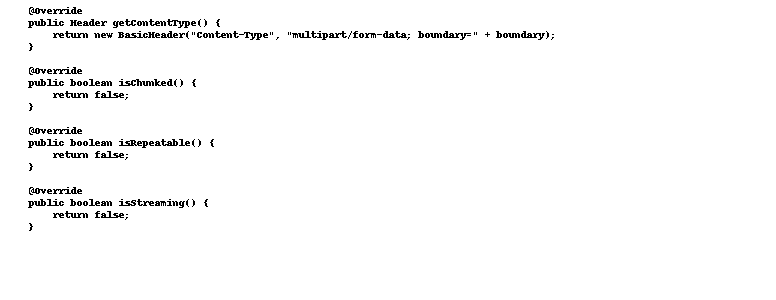 @Override
public Header getContentType() {
    return new BasicHeader("Content-Type", "multipart/form-data; boundary=" + boundary);
}

@Override
public boolean isChunked() {
    return false;
}

@Override
public boolean isRepeatable() {
    return false;
}

@Override
public boolean isStreaming() {
    return false;
}